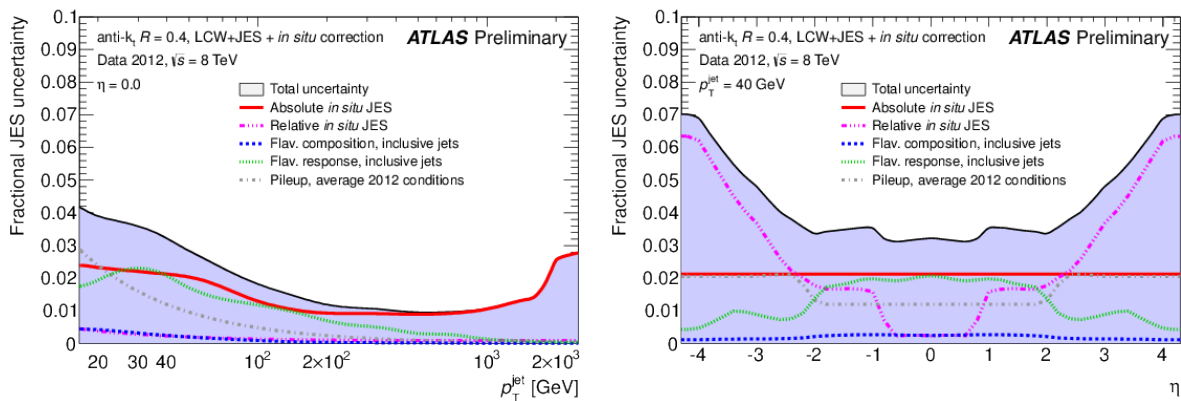 Fractional JES uncertainty
0.1
0.09
0.08
0.07
0.06
0.05
0.04
0.03
0.02
0.01
0
anti-kt R = 0.4, LCW+JES + in situ correction
ATLAS Preliminary
Data 2012, √s = 8 TeV
η = 0.0
Total uncertainty
Absolute in situ JES
Relative in situ JES
Flav. composition, inclusive jets
Flav. response, inclusive jets
Pileup, average 2012 conditions
20 30 40 10² 2×10² 10³ 2×10³
pTjet [GeV]
Fractional JES uncertainty
0.1
0.09
0.08
0.07
0.06
0.05
0.04
0.03
0.02
0.01
0
anti-kt R = 0.4, LCW+JES + in situ correction
ATLAS Preliminary
Data 2012, √s = 8 TeV
pTjet = 40 GeV
Total uncertainty
Absolute in situ JES
Relative in situ JES
Flav. composition, inclusive jets
Flav. response, inclusive jets
Pileup, average 2012 conditions
-4 -3 -2 -1 0 1 2 3 4
η